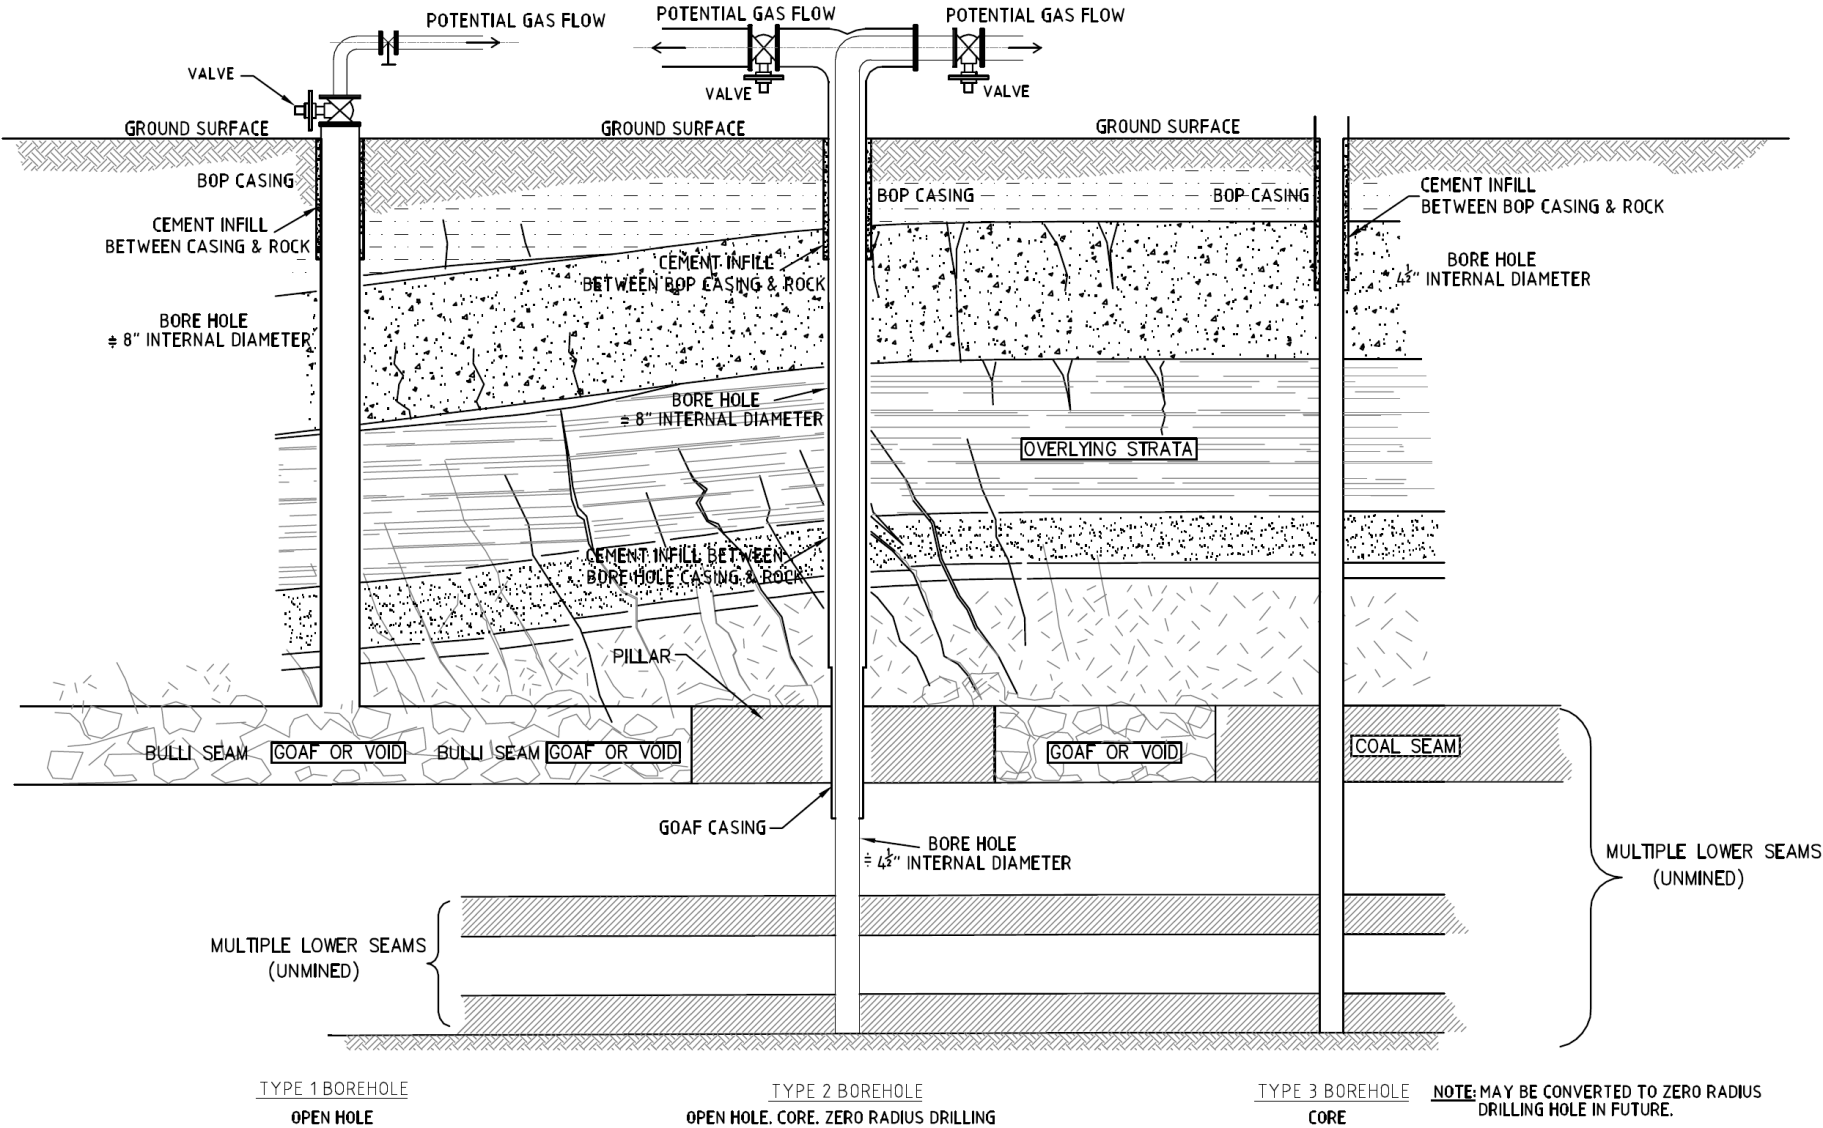 POTENTIAL GAS FLOW
POTENTIAL GAS FLOW
POTENTIAL GAS FLOW
VALVE
VALVE
VALVE
GROUND SURFACE
GROUND SURFACE
GROUND SURFACE
BOP CASING
BOP CASING
BOP CASING
CEMENT INFILL
BETWEEN CASING & ROCK
CEMENT INFILL
BETWEEN BOP CASING & ROCK
CEMENT INFILL
BETWEEN BOP CASING & ROCK
BORE HOLE
4½" INTERNAL DIAMETER
BORE HOLE
≑ 8" INTERNAL DIAMETER
BORE HOLE
≑ 8" INTERNAL DIAMETER
OVERLYING STRATA
CEMENT INFILL BETWEEN
BORE HOLE CASING & ROCK
PILLAR
BULLI SEAM
GOAF OR VOID
BULLI SEAM
GOAF OR VOID
GOAF OR VOID
COAL SEAM
GOAF CASING
BORE HOLE
≑ 4½" INTERNAL DIAMETER
MULTIPLE LOWER SEAMS
(UNMINED)
MULTIPLE LOWER SEAMS
(UNMINED)
TYPE 1 BOREHOLE
OPEN HOLE
TYPE 2 BOREHOLE
OPEN HOLE. CORE. ZERO RADIUS DRILLING
TYPE 3 BOREHOLE
CORE
NOTE: MAY BE CONVERTED TO ZERO RADIUS
DRILLING HOLE IN FUTURE.